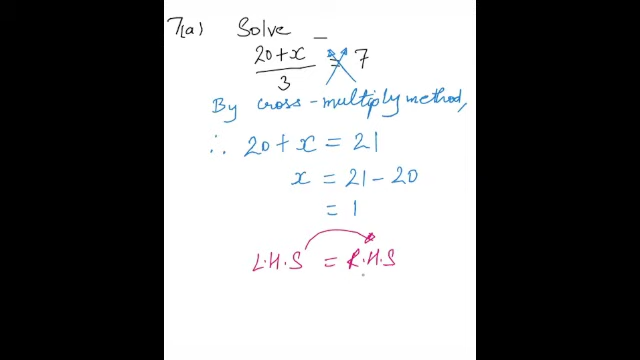 7(a) Solve _
20+x
3 = 7
By cross-multiply method,
∴ 20+x = 21
x = 21-20
= 1
L.H.S = R.H.S